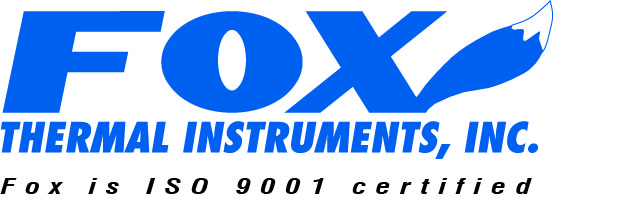 FOX
THERMAL INSTRUMENTS, INC.
Fox is ISO 9001 certified